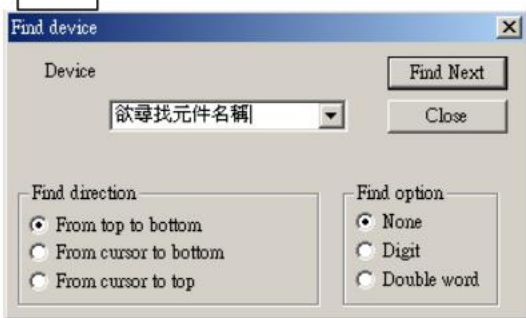 Find device
Device
Find Next
欲尋找元件名稱
Close
Find direction
From top to bottom
From cursor to bottom
From cursor to top
Find option
None
Digit
Double word